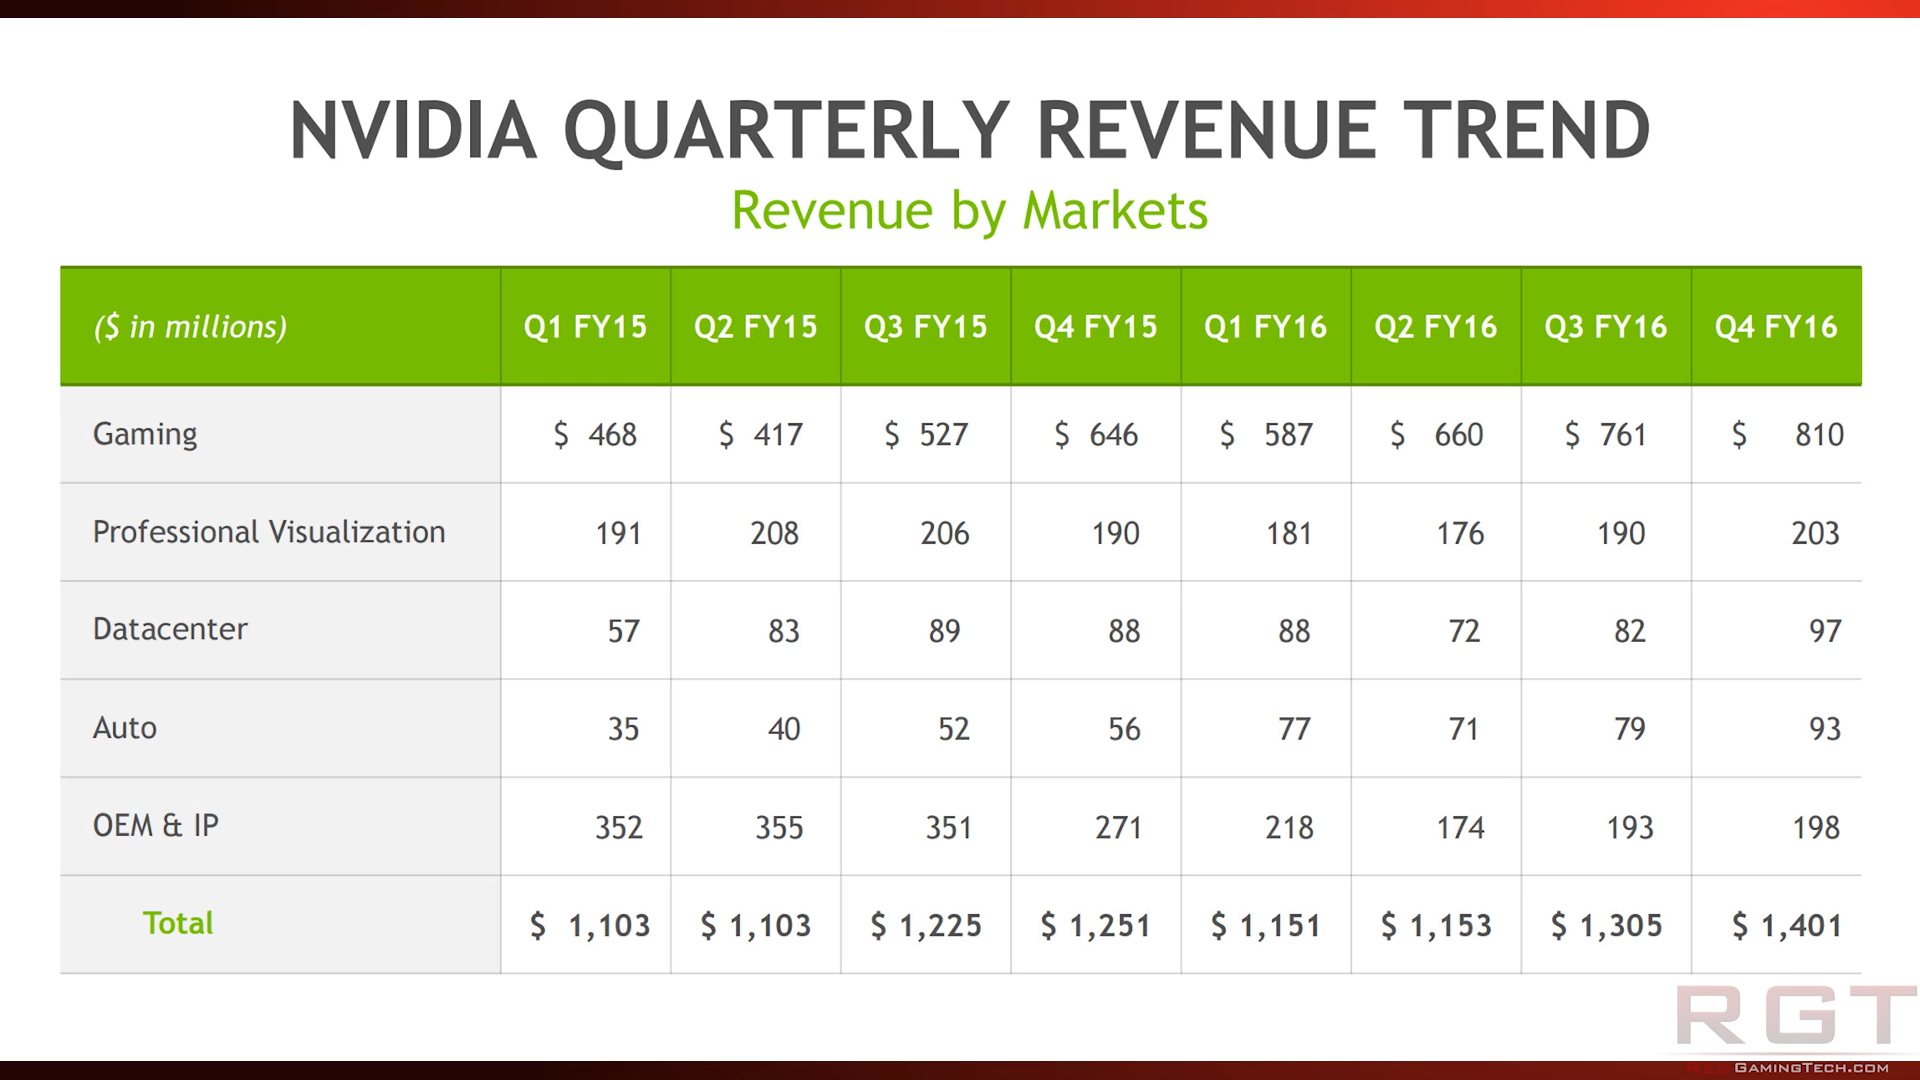 NVIDIA QUARTERLY REVENUE TREND
Revenue by Markets
($ in millions) Q1 FY15 Q2 FY15 Q3 FY15 Q4 FY15 Q1 FY16 Q2 FY16 Q3 FY16 Q4 FY16
Gaming $ 468 $ 417 $ 527 $ 646 $ 587 $ 660 $ 761 $ 810
Professional Visualization 191 208 206 190 181 176 190 203
Datacenter 57 83 89 88 88 72 82 97
Auto 35 40 52 56 77 71 79 93
OEM & IP 352 355 351 271 218 174 193 198
Total $ 1,103 $ 1,103 $ 1,225 $ 1,251 $ 1,151 $ 1,153 $ 1,305 $ 1,401
RGT
REDGAMINGTECH.COM